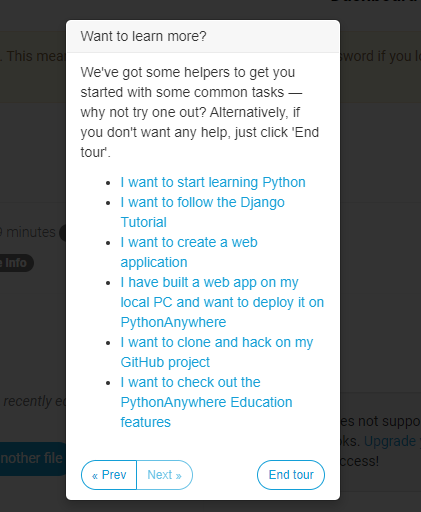 Want to learn more?
. This mea
sword if you l
We've got some helpers to get you
started with some common tasks —
why not try one out? Alternatively, if
you don't want any help, just click 'End
tour'.
I want to start learning Python
I want to follow the Django
Tutorial
I want to create a web
application
9 minutes
e Info
I have built a web app on my
local PC and want to deploy it on
PythonAnywhere
I want to clone and hack on my
GitHub project
I want to check out the
PythonAnywhere Education
features
recently e
es not suppo
ks. Upgrade
ccess!
nother file
« Prev
Next »
End tour